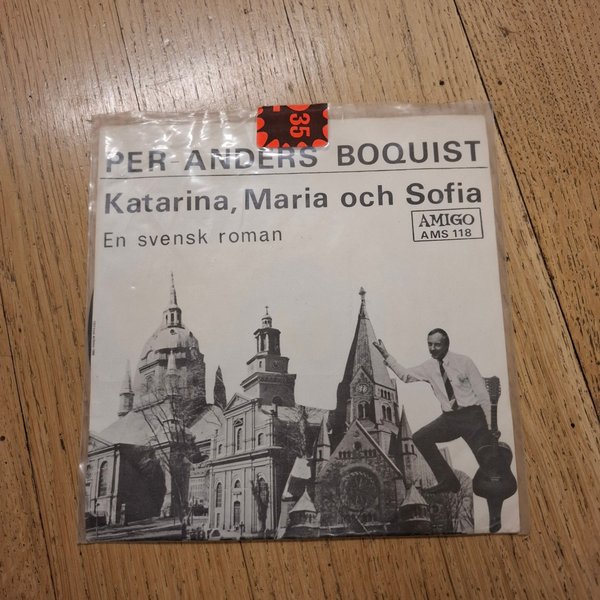 35
PER-ANDERS BOQUIST
Katarina, Maria och Sofia
En svensk roman
AMIGO
AMS 118